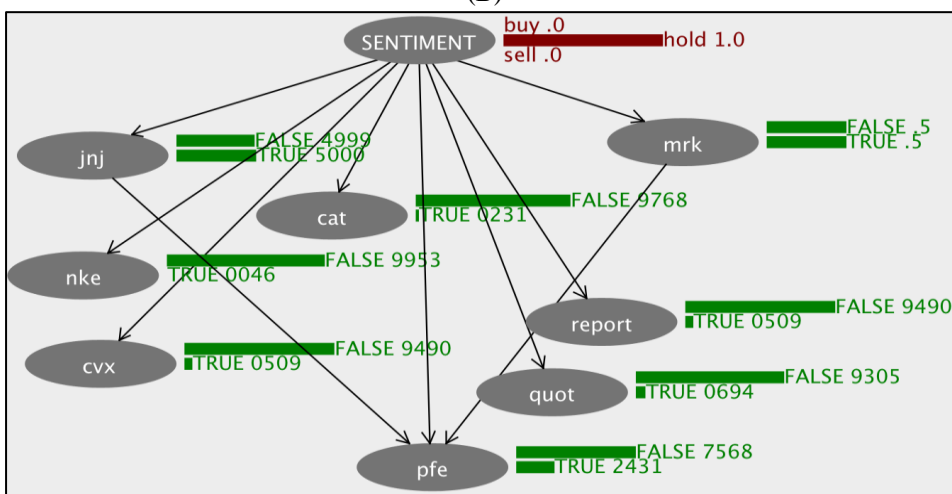 (B)
buy .0
SENTIMENT hold 1.0
sell .0
FALSE 4999
jnj TRUE 5000
FALSE .5
mrk TRUE .5
FALSE 9768
cat TRUE 0231
FALSE 9953
nke TRUE 0046
FALSE 9490
report TRUE 0509
FALSE 9490
cvx TRUE 0509
FALSE 9305
quot TRUE 0694
FALSE 7568
pfe TRUE 2431